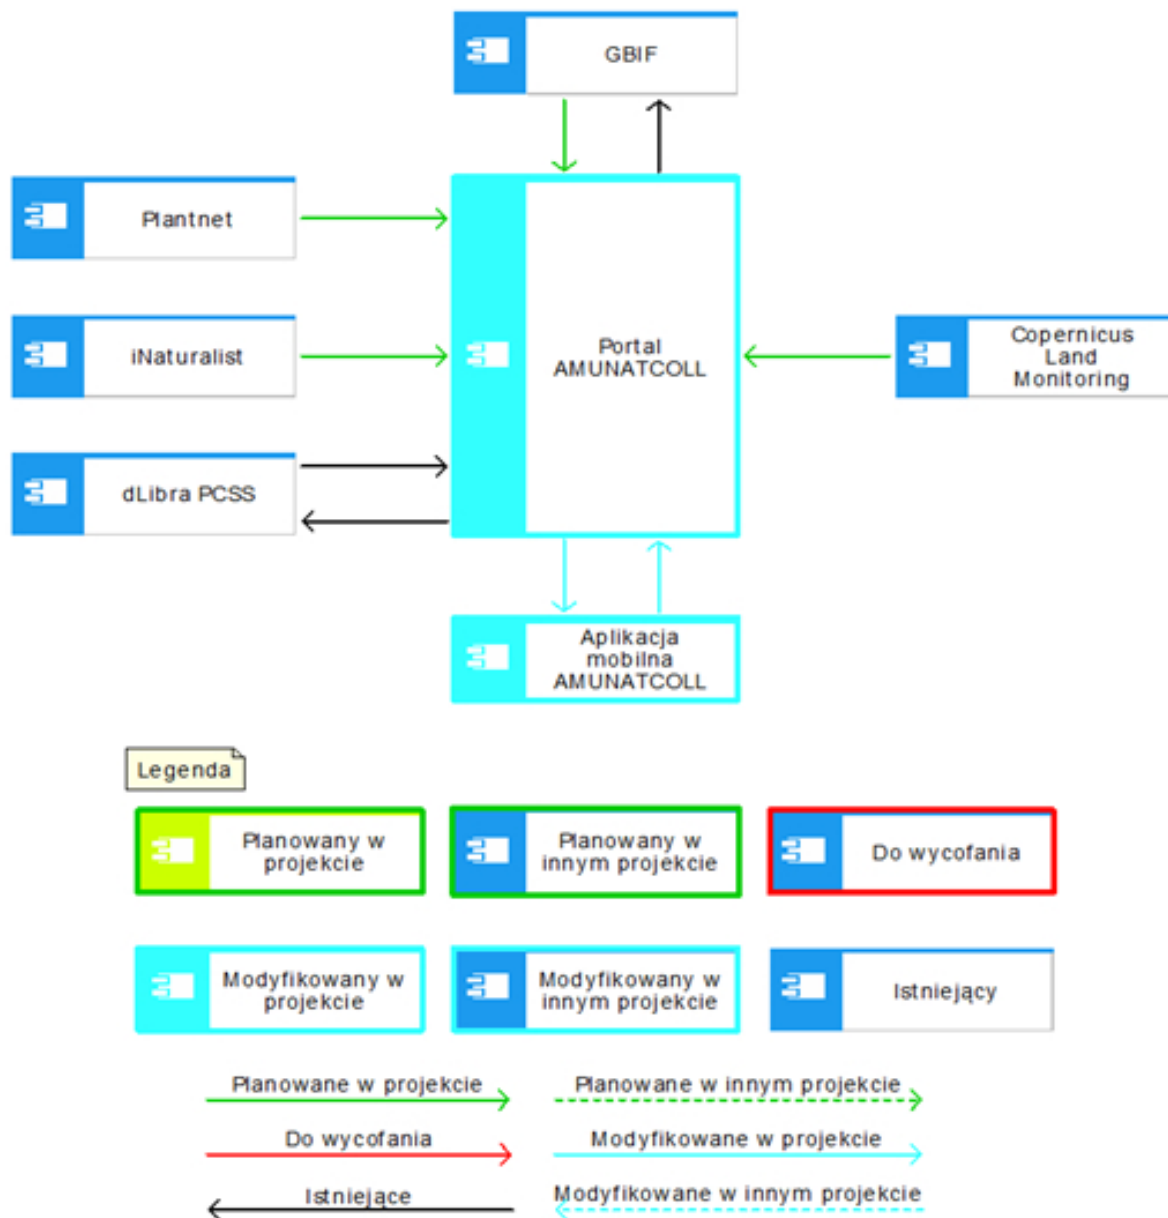 GBIF
Plantnet
iNaturalist
dLibra PCSS
Portal
AMUNATCOLL
Copernicus
Land
Monitoring
Aplikacja
mobilna
AMUNATCOLL
Legenda
Planowany w
projekcie
Planowany w
innym projekcie
Do wycofania
Modyfikowany w
projekcie
Modyfikowany w
innym projekcie
Istniejący
Planowane w projekcie
Planowane w innym projekcie
Do wycofania
Modyfikowane w projekcie
Istniejące
Modyfikowane w innym projekcie